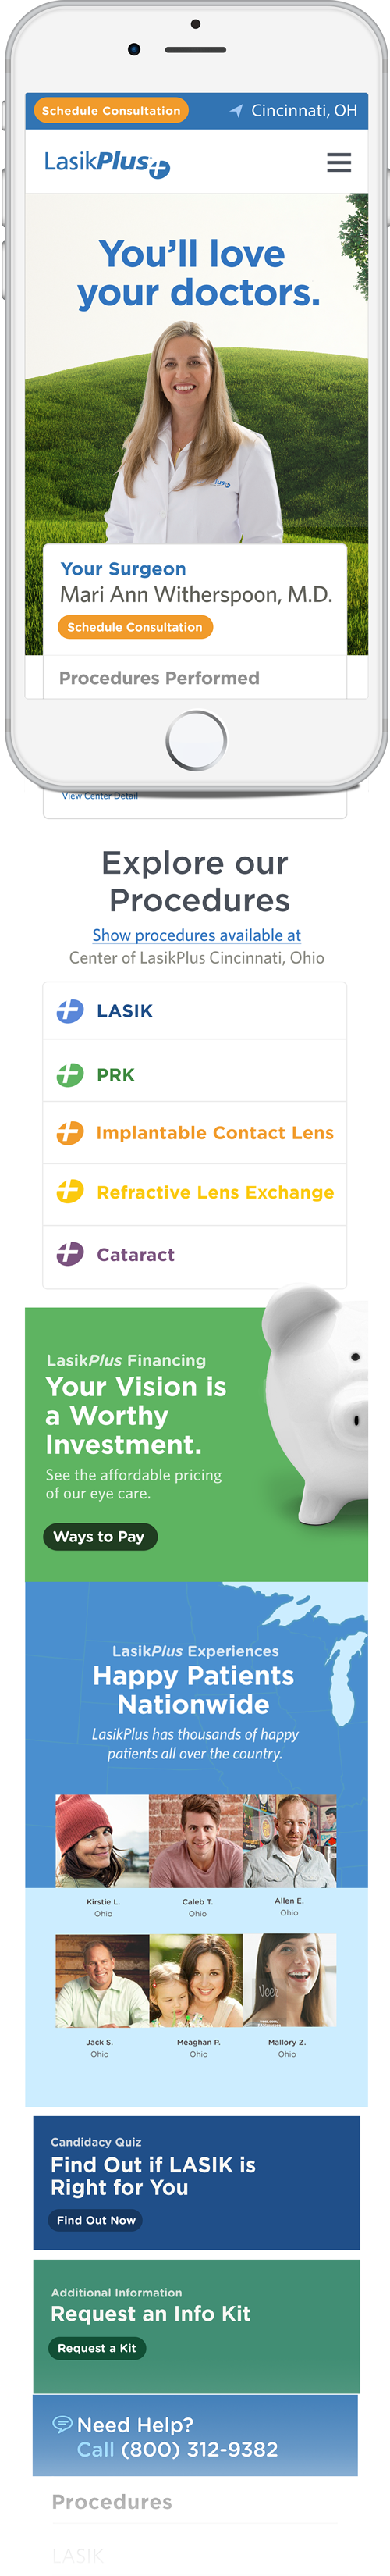 Schedule Consultation
Cincinnati, OH
LasikPlus
You'll love
your doctors.
Your Surgeon
Mari Ann Witherspoon, M.D.
Schedule Consultation
Procedures Performed
View Center Detail
Explore our
Procedures
Show procedures available at
Center of LasikPlus Cincinnati, Ohio
LASIK
PRK
Implantable Contact Lens
Refractive Lens Exchange
Cataract
LasikPlus Financing
Your Vision is
a Worthy
Investment.
See the affordable pricing
of our eye care.
Ways to Pay
LasikPlus Experiences
Happy Patients
Nationwide
LasikPlus has thousands of happy
patients all over the country.
Kirstie L.
Ohio
Caleb T.
Ohio
Allen E.
Ohio
Jack S.
Ohio
Meaghan P.
Ohio
Mallory Z.
Ohio
Candidacy Quiz
Find Out if LASIK is
Right for You
Find Out Now
Additional Information
Request an Info Kit
Request a Kit
Need Help?
Call (800) 312-9382
Procedures
LASIK